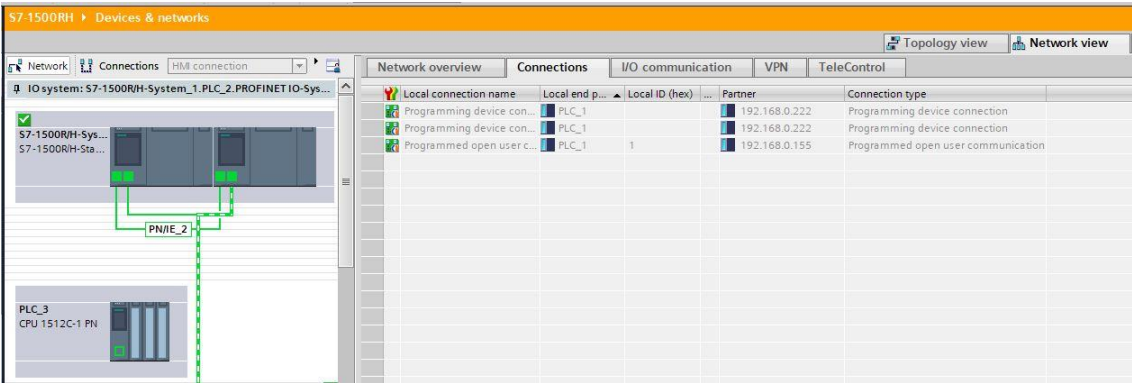 S7-1500RH ▸ Devices & networks
Topology view Network view
Network Connections HMI connection
Network overview Connections I/O communication VPN TeleControl
IO system: S7-1500R/H-System_1.PLC_2.PROFINET IO-Sys...
Local connection name Local end p... Local ID (hex) ... Partner Connection type
Programming device con... PLC_1 192.168.0.222 Programming device connection
Programming device con... PLC_1 192.168.0.222 Programming device connection
Programmed open user c... PLC_1 1 192.168.0.155 Programmed open user communication
S7-1500R/H-Sys...
S7-1500R/H-Sta...
PN/IE_2
PLC_3
CPU 1512C-1 PN